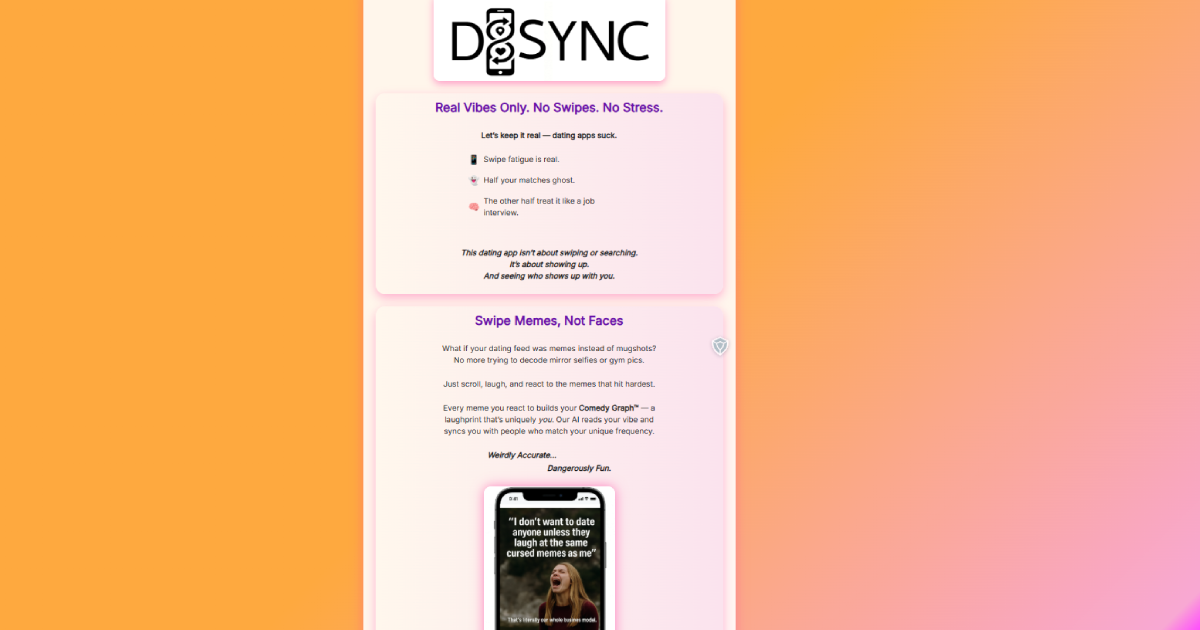 D SYNC
Real Vibes Only. No Swipes. No Stress.
Let's keep it real — dating apps suck.
Swipe fatigue is real.
Half your matches ghost.
The other half treat it like a job
interview.
This dating app isn't about swiping or searching.
It's about showing up.
And seeing who shows up with you.
Swipe Memes, Not Faces
What if your dating feed was memes instead of mugshots?
No more trying to decode mirror selfies or gym pics.
Just scroll, laugh, and react to the memes that hit hardest.
Every meme you react to builds your Comedy Graph™ — a
laughprint that's uniquely you. Our AI reads your vibe and
syncs you with people who match your unique frequency.
Weirdly Accurate...
Dangerously Fun.
9:41
"I don't want to date
anyone unless they
laugh at the same
cursed memes as me"
That's literally our whole business model.